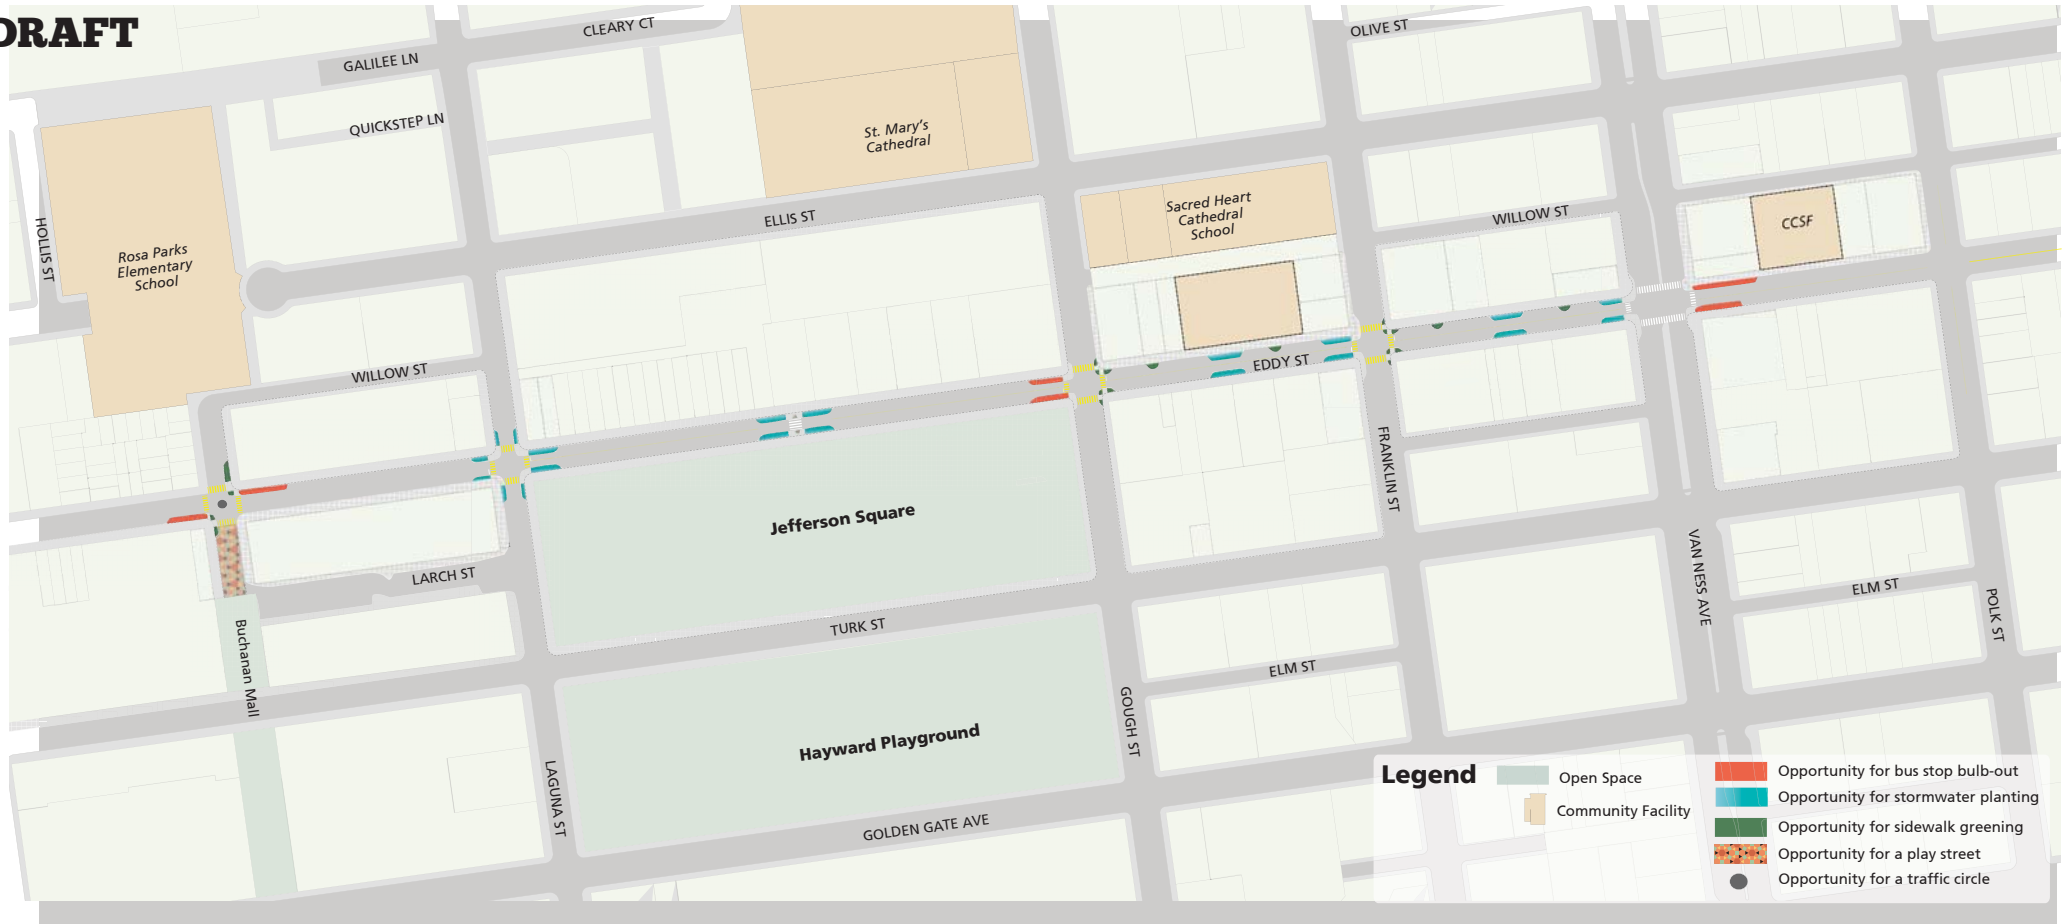 DRAFT
CLEARY CT
OLIVE ST
GALILEE LN
QUICKSTEP LN
St. Mary's
Cathedral
HOLLIS ST
Rosa Parks
Elementary
School
ELLIS ST
Sacred Heart
Cathedral
School
WILLOW ST
CCSF
WILLOW ST
EDDY ST
FRANKLIN ST
Jefferson Square
LARCH ST
VAN NESS AVE
ELM ST
POLK ST
Buchanan Mall
TURK ST
ELM ST
GOUGH ST
Hayward Playground
LAGUNA ST
GOLDEN GATE AVE
Legend
Open Space
Community Facility
Opportunity for bus stop bulb-out
Opportunity for stormwater planting
Opportunity for sidewalk greening
Opportunity for a play street
Opportunity for a traffic circle